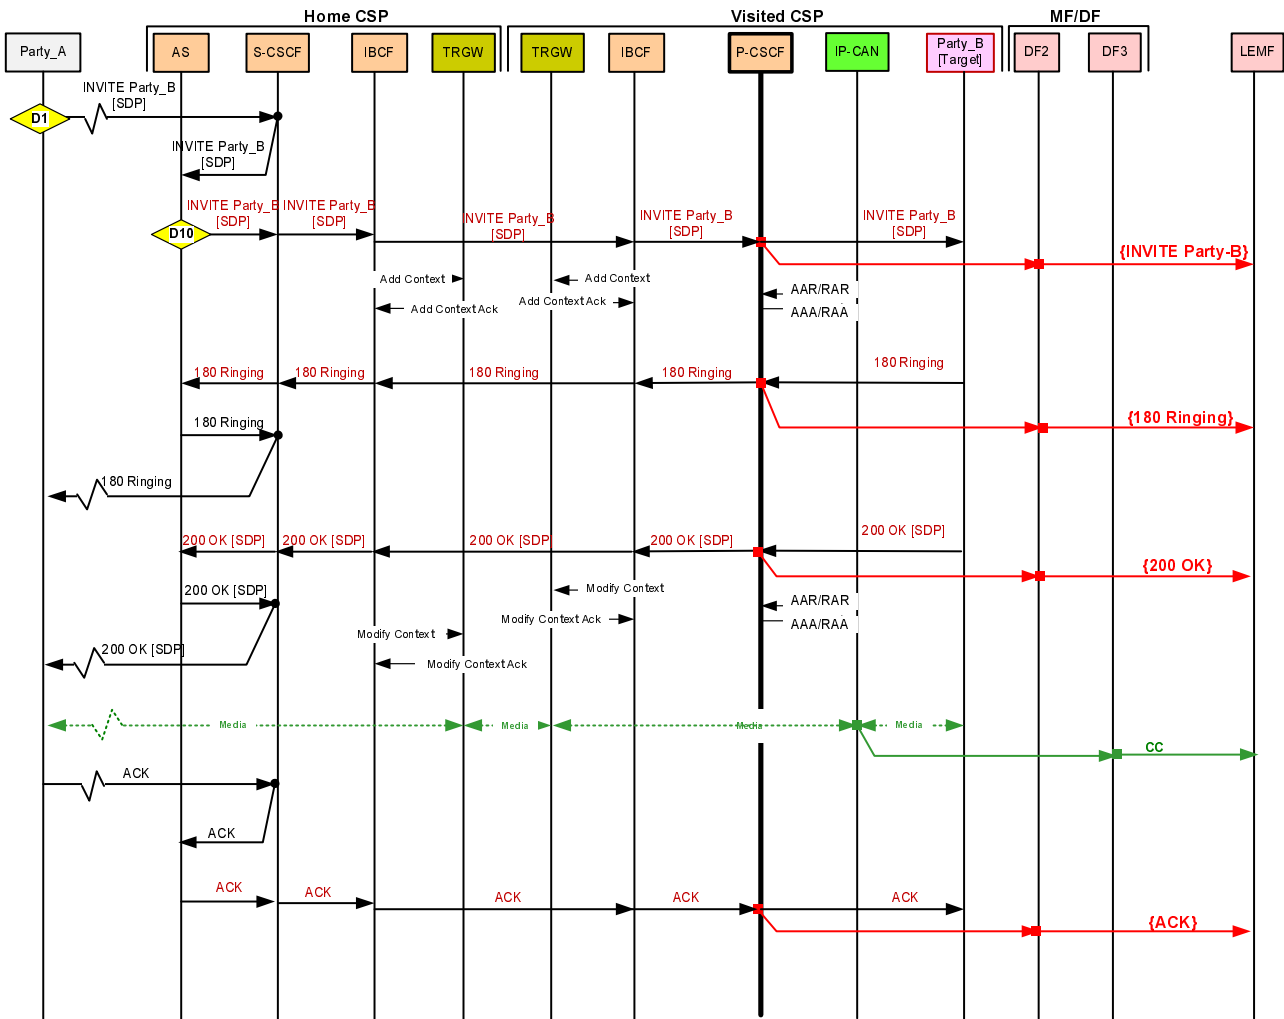 Home CSP
Visited CSP
MF/DF
Party_A
AS
S-CSCF
IBCF
TRGW
TRGW
IBCF
P-CSCF
IP-CAN
Party_B
[Target]
DF2
DF3
LEMF
INVITE Party_B
[SDP]
D1
INVITE Party_B
[SDP]
D10
INVITE Party_B
[SDP]
INVITE Party_B
[SDP]
NVITE Party_B
[SDP]
INVITE Party_B
[SDP]
INVITE Party_B
[SDP]
{INVITE Party-B}
Add Context
Add Context
AAR/RAR
Add Context Ack
Add Context Ack
AAA/RAA
180 Ringing
180 Ringing
180 Ringing
180 Ringing
180 Ringing
180 Ringing
{180 Ringing}
180 Ringing
200 OK [SDP]
200 OK [SDP]
200 OK [SDP]
200 OK [SDP]
200 OK [SDP]
{200 OK}
200 OK [SDP]
Modify Context
AAR/RAR
Modify Context Ack
AAA/RAA
Modify Context
200 OK [SDP]
Modify Context Ack
Media
Media
Media
Media
CC
ACK
ACK
ACK
ACK
ACK
ACK
ACK
{ACK}